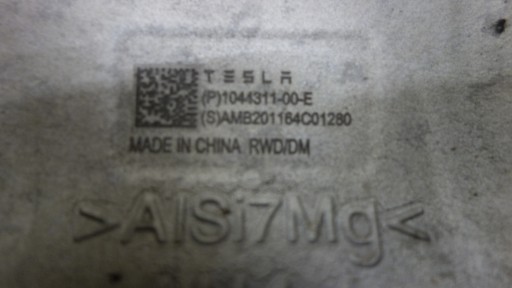 TESLA
(P)1044311-00-E
(S)AMB201164C01280
MADE IN CHINA RWD/DM
>AlSi7Mg<